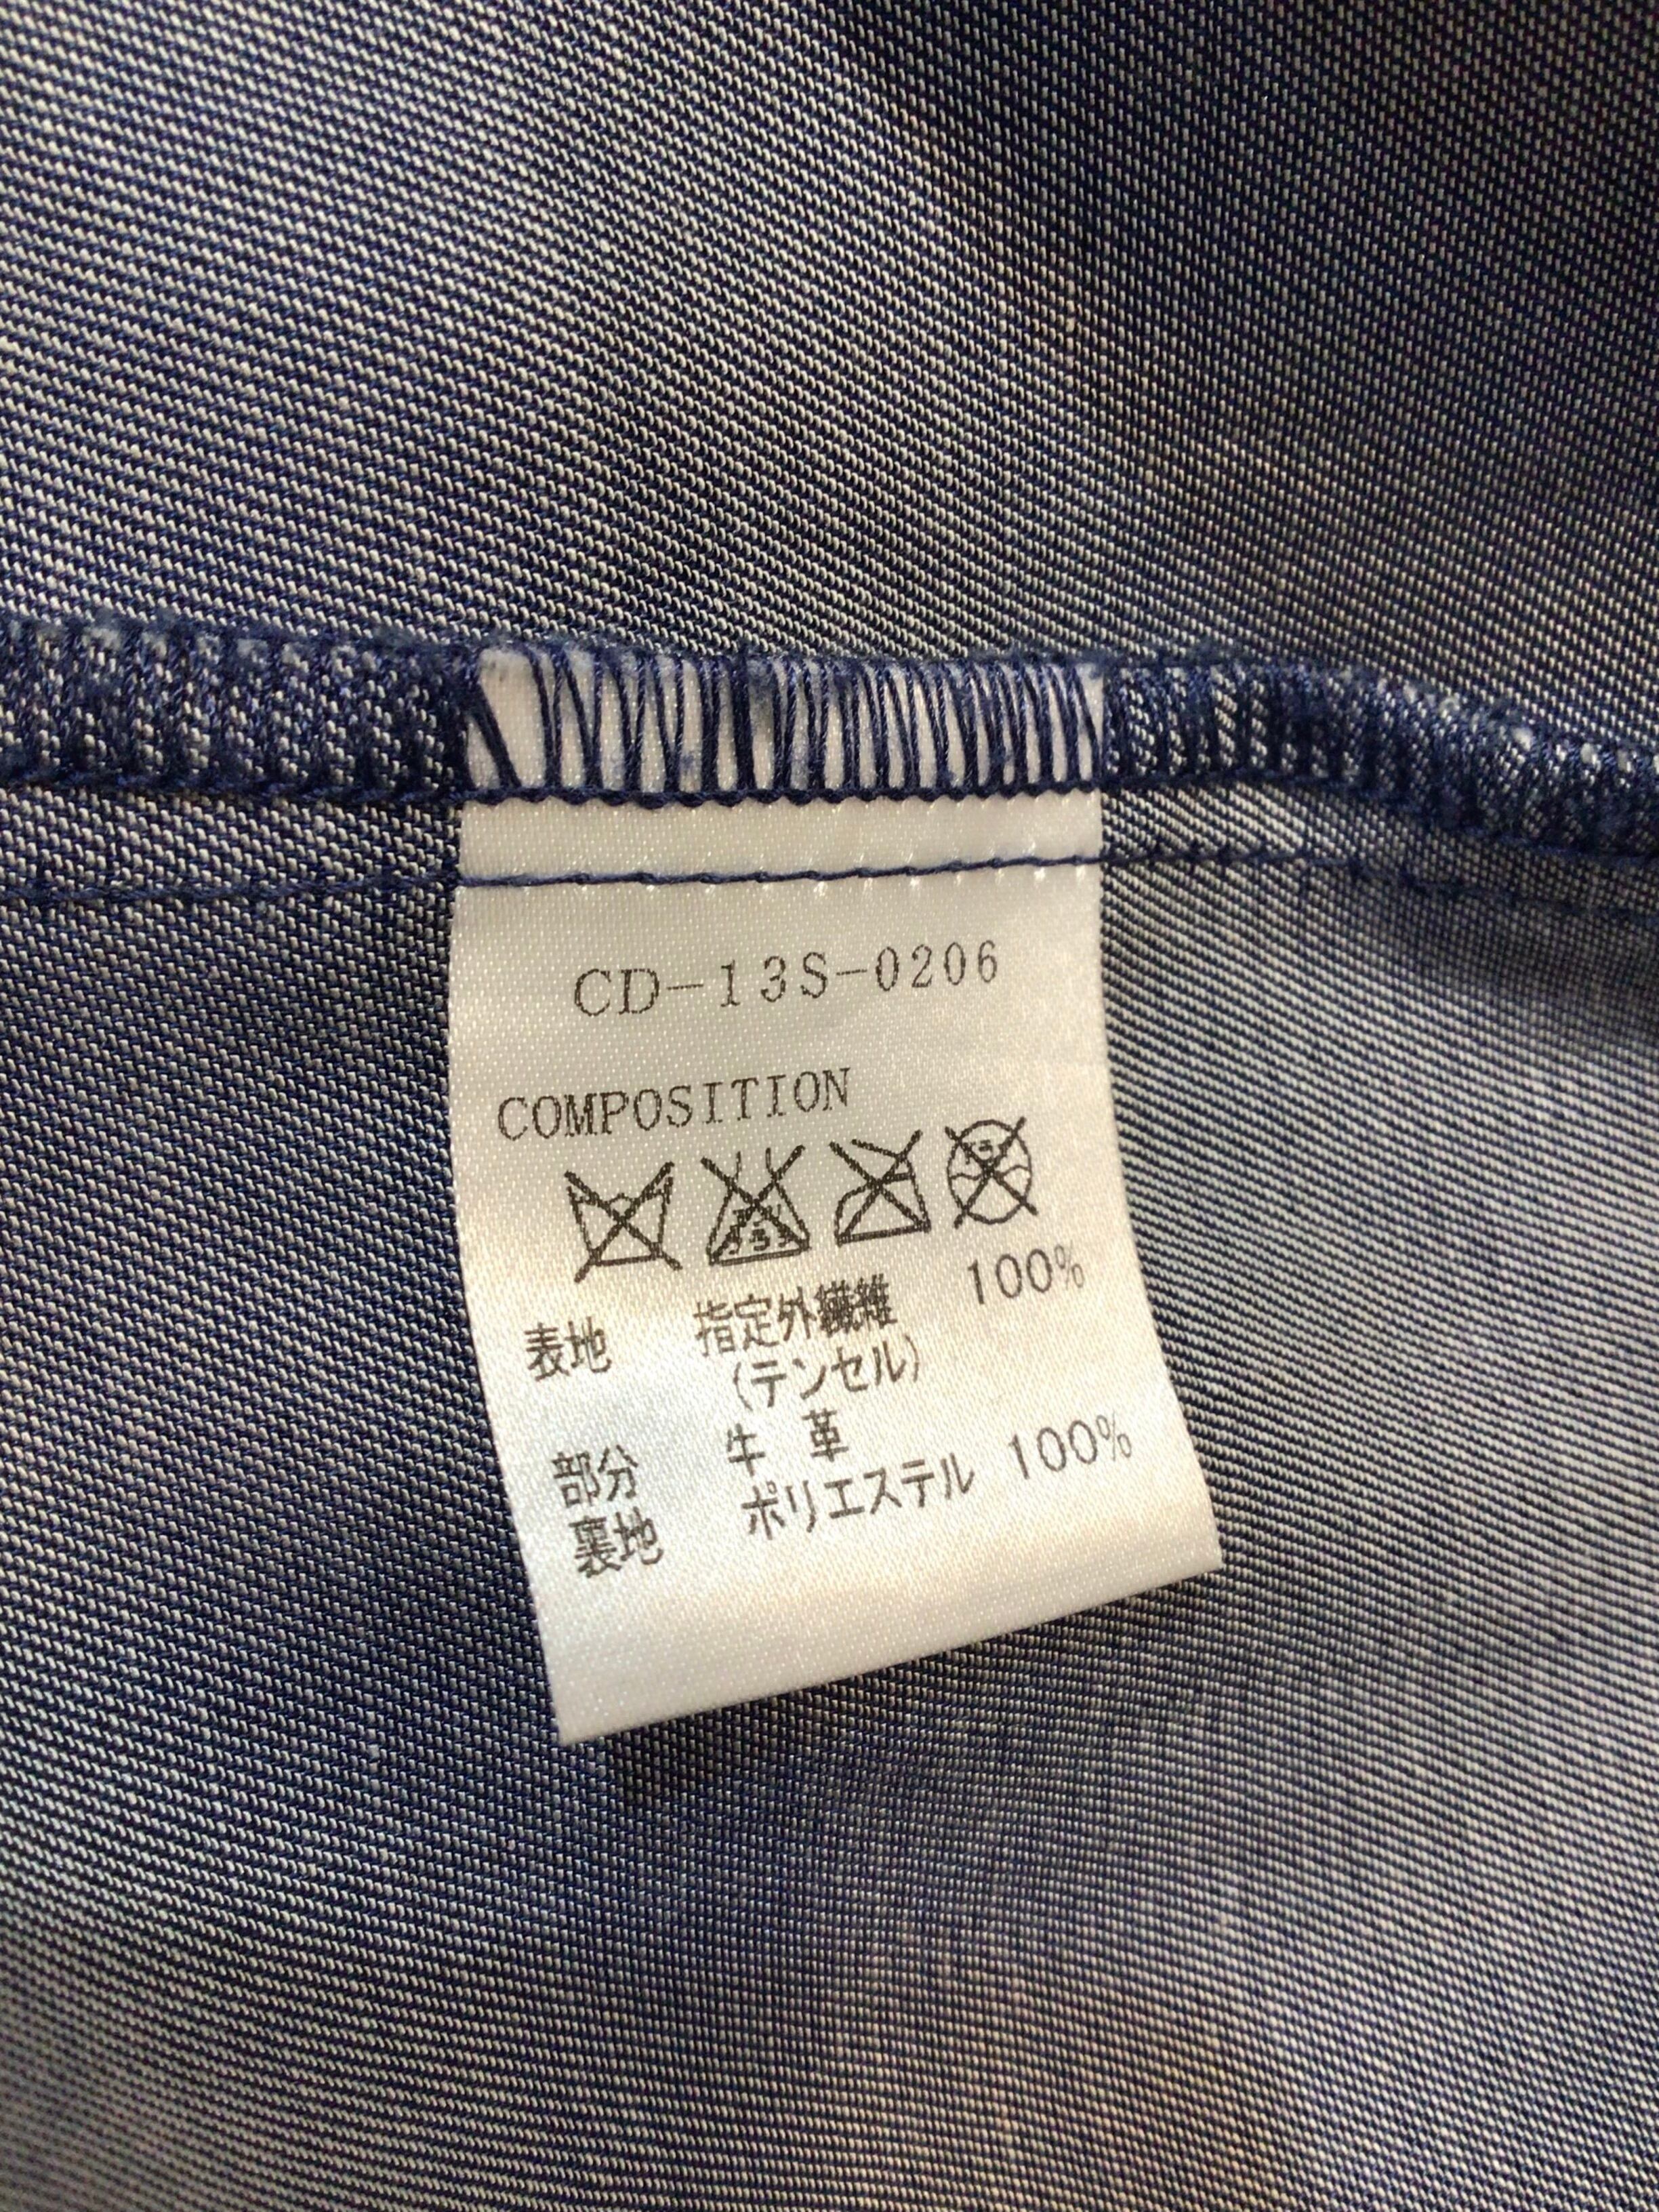 CD-13S-0206
COMPOSITION
表地 指定外繊維 100%
(テンセル)
部分 牛 革
裏地 ポリエステル 100%